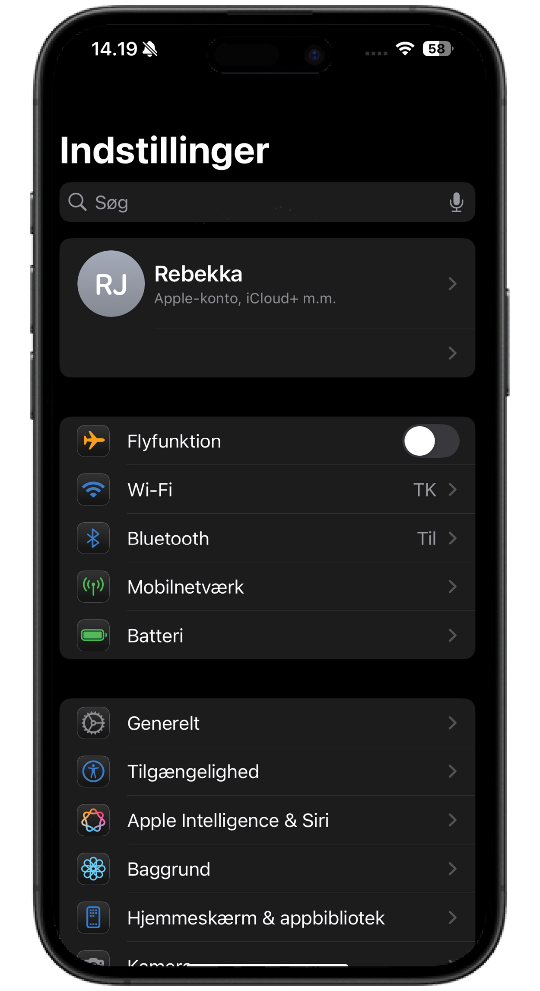 14.19
58
Indstillinger
Søg
RJ
Rebekka
Apple-konto, iCloud+ m.m.
Flyfunktion
Wi-Fi TK
Bluetooth Til
Mobilnetværk
Batteri
Generelt
Tilgængelighed
Apple Intelligence & Siri
Baggrund
Hjemmeskærm & appbibliotek
Kamera